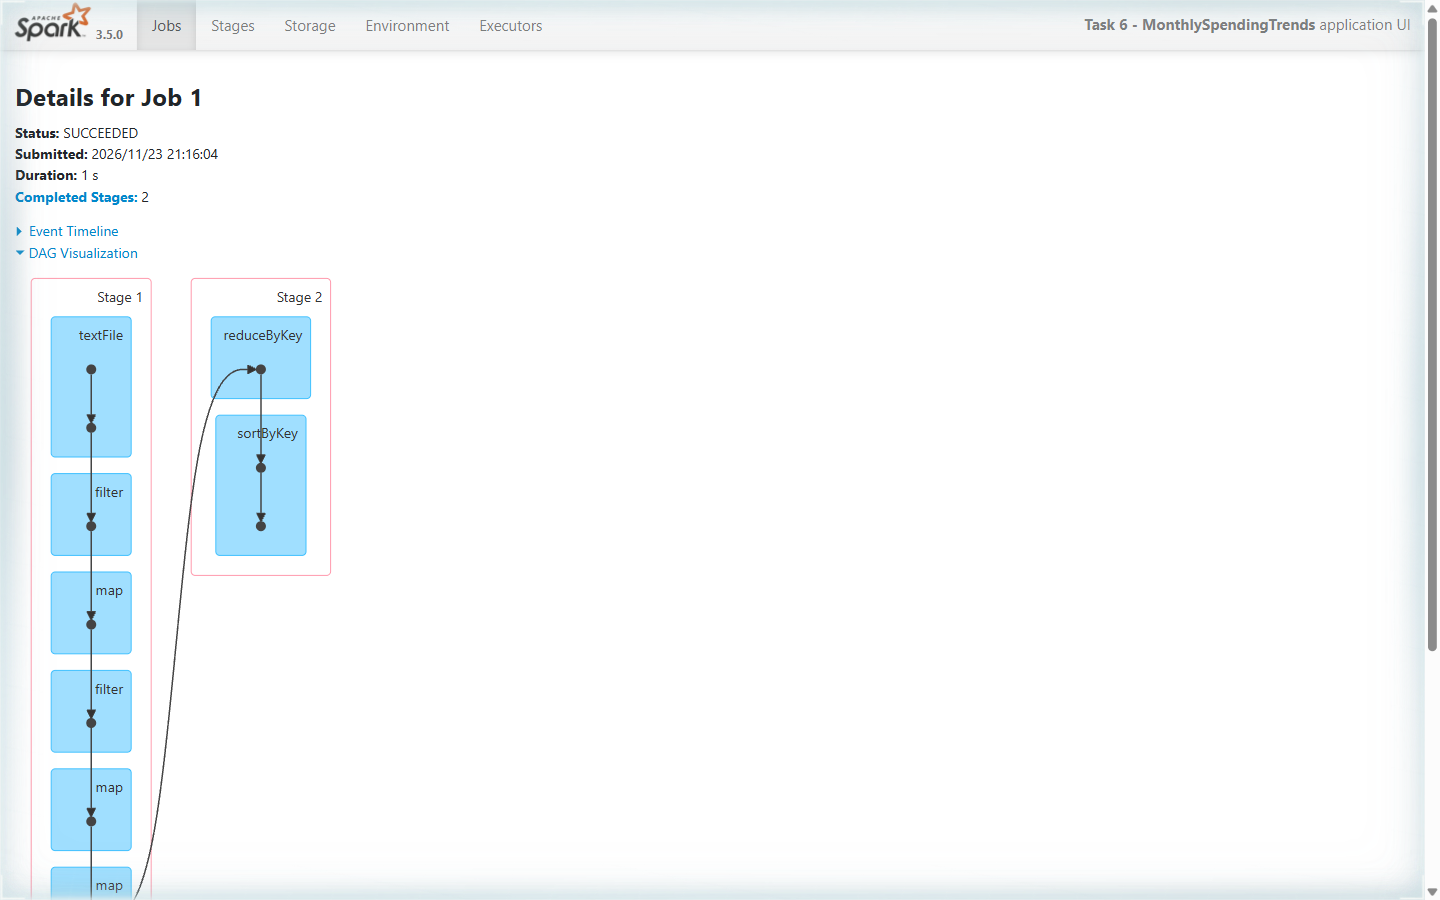 APACHE
Spark 3.5.0 Jobs Stages Storage Environment Executors Task 6 - MonthlySpendingTrends application UI
Details for Job 1
Status: SUCCEEDED
Submitted: 2026/11/23 21:16:04
Duration: 1 s
Completed Stages: 2
Event Timeline
DAG Visualization
Stage 1
textFile
filter
map
filter
map
map
Stage 2
reduceByKey
sortByKey